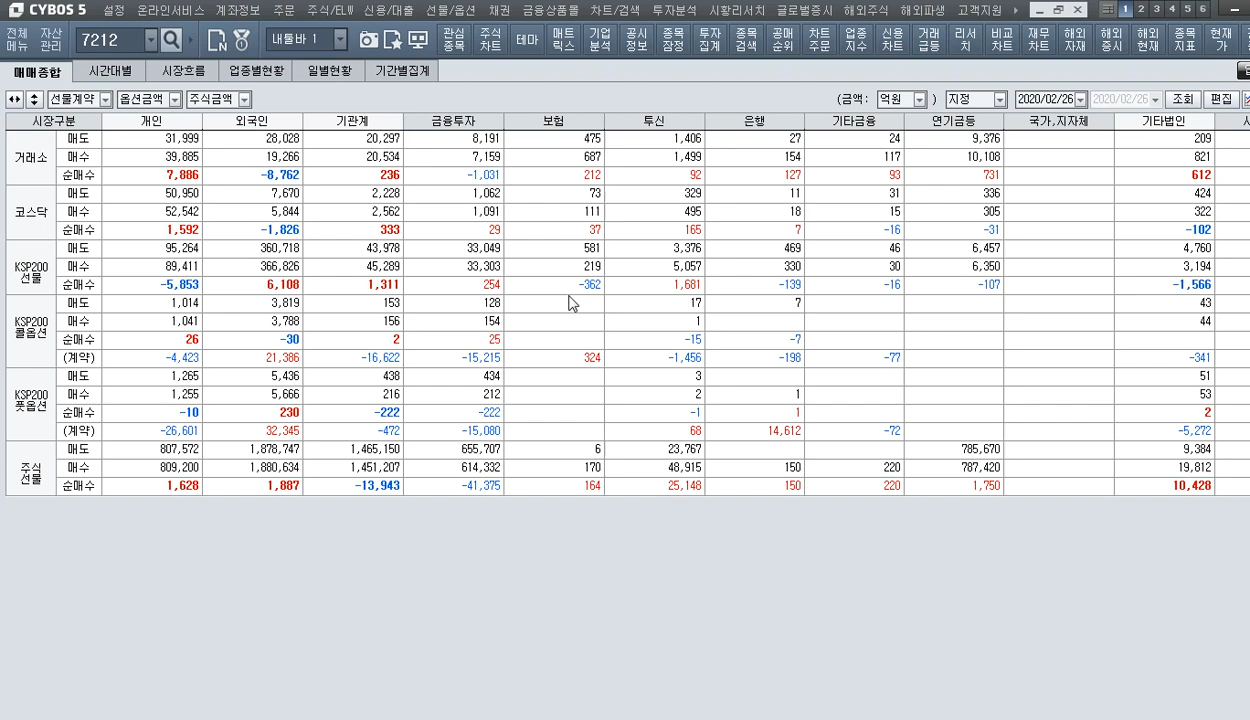 CYBOS 5 설정 온라인서비스 계좌정보 주문 주식/ELW 신용/대출 선물/옵션 채권 금융상품몰 차트/검색 투자분석 시황리서치 글로벌증시 해외주식 해외파생 고객지원 1 2 3 4 5 6
전체메뉴 자산관리 7212 내툴바 1 관심종목 주식차트 테마 매트릭스 기업분석 공시정보 종목잠정 투자집계 종목검색 공매순위 차트주문 업종지수 신용차트 거래급등 리서치 비교차트 재무차트 해외자재 해외증시 해외현재 종목지표 현재가
매매종합 시간대별 시장흐름 업종별현황 일별현황 기간별집계
선물계약 옵션금액 주식금액 (금액: 억원 ) 지정 2020/02/26 2020/02/26 조회 편집
시장구분 개인 외국인 기관계 금융투자 보험 투신 은행 기타금융 연기금등 국가,지자체 기타법인
거래소
매도 31,999 28,028 20,297 8,191 475 1,406 27 24 9,376 209
매수 39,885 19,266 20,534 7,159 687 1,499 154 117 10,108 821
순매수 7,886 -8,762 236 -1,031 212 92 127 93 731 612
코스닥
매도 50,950 7,670 2,228 1,062 73 329 11 31 336 424
매수 52,542 5,844 2,562 1,091 111 495 18 15 305 322
순매수 1,592 -1,826 333 29 37 165 7 -16 -31 -102
KSP200 선물
매도 95,264 360,718 43,978 33,049 581 3,376 469 46 6,457 4,760
매수 89,411 366,826 45,289 33,303 219 5,057 330 30 6,350 3,194
순매수 -5,853 6,108 1,311 254 -362 1,681 -139 -16 -107 -1,566
KSP200 콜옵션
매도 1,014 3,819 153 128 17 7 43
매수 1,041 3,788 156 154 1 44
순매수 26 -30 2 25 -15 -7
(계약) -4,423 21,386 -16,622 -15,215 324 -1,456 -198 -77 -341
KSP200 풋옵션
매도 1,265 5,436 438 434 3 51
매수 1,255 5,666 216 212 2 1 53
순매수 -10 230 -222 -222 -1 1 2
(계약) -26,601 32,345 -472 -15,080 68 14,612 -72 -5,272
주식 선물
매도 807,572 1,878,747 1,465,150 655,707 6 23,767 785,670 9,384
매수 809,200 1,880,634 1,451,207 614,332 170 48,915 150 220 787,420 19,812
순매수 1,628 1,887 -13,943 -41,375 164 25,148 150 220 1,750 10,428